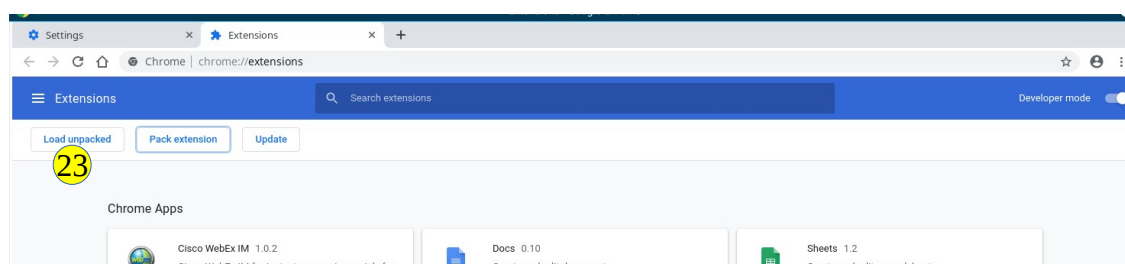 Settings × Extensions × +
Chrome | chrome://extensions
Extensions Search extensions Developer mode
Load unpacked Pack extension Update
23
Chrome Apps
Cisco WebEx IM 1.0.2 Docs 0.10 Sheets 1.2